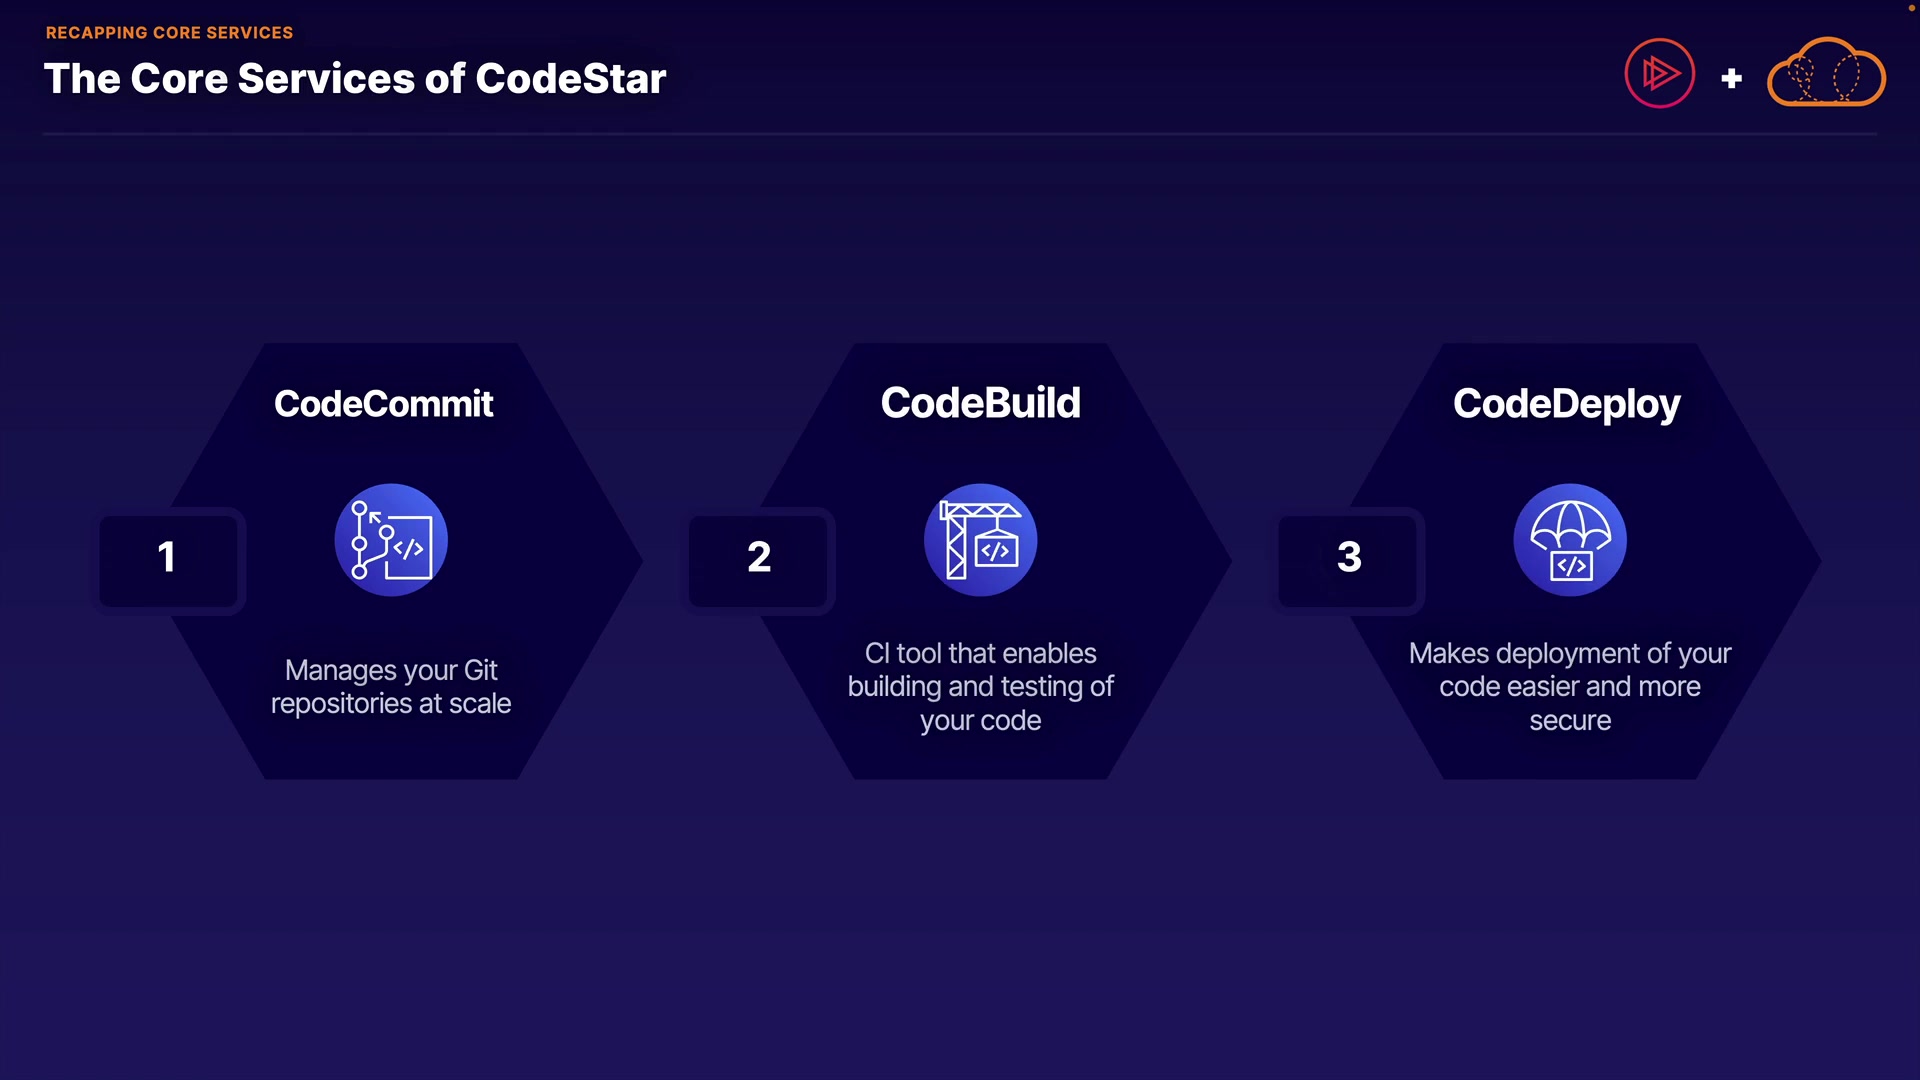 RECAPPING CORE SERVICES
The Core Services of CodeStar
+
CodeCommit
1
</>
Manages your Git
repositories at scale
CodeBuild
2
</>
CI tool that enables
building and testing of
your code
CodeDeploy
3
</>
Makes deployment of your
code easier and more
secure